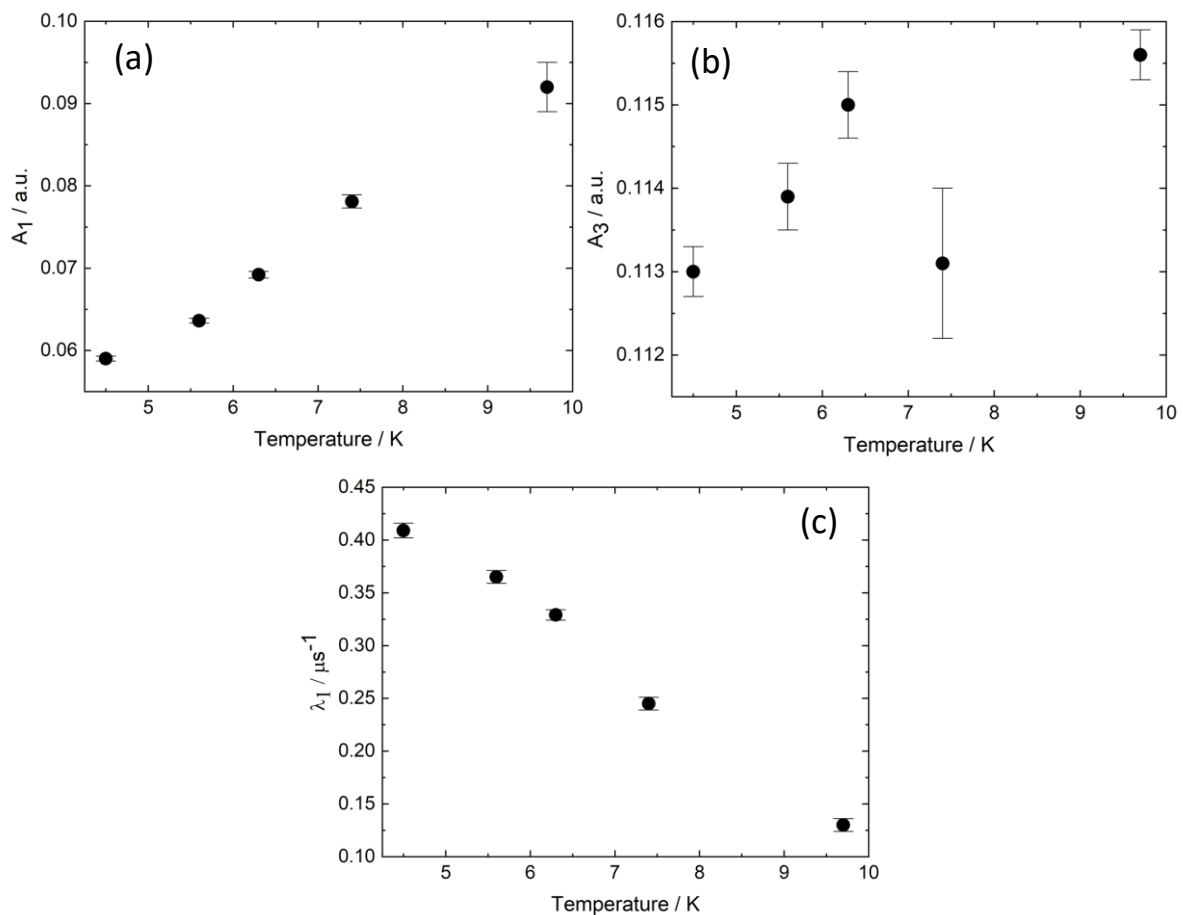 (a)
A1 / a.u.
0.10
0.09
0.08
0.07
0.06
5 6 7 8 9 10
Temperature / K
(b)
A3 / a.u.
0.116
0.115
0.114
0.113
0.112
5 6 7 8 9 10
Temperature / K
(c)
λ1 / μs-1
0.45
0.40
0.35
0.30
0.25
0.20
0.15
0.10
5 6 7 8 9 10
Temperature / K